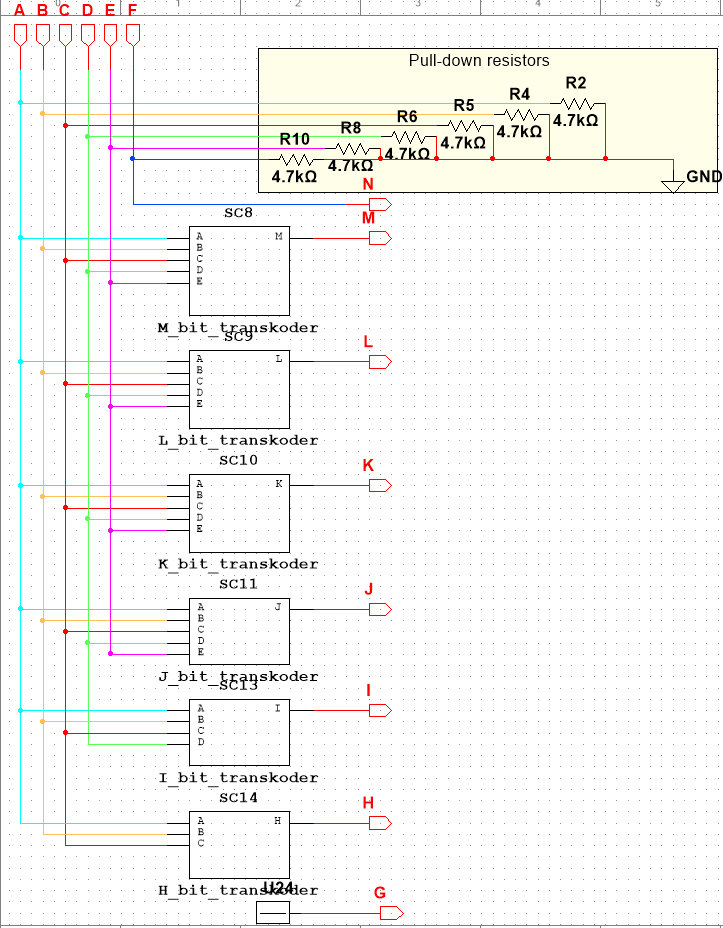 2 3 4 5
A B C D E F
Pull-down resistors
R2
4.7kΩ
R4
4.7kΩ
R5
4.7kΩ
R6
4.7kΩ
R8
4.7kΩ
R10
4.7kΩ
GND
N
SC8
A
B
C
D
E
M
M
M_bit_transkoder
SC9
A
B
C
D
E
L
L
L_bit_transkoder
SC10
A
B
C
D
E
K
K
K_bit_transkoder
SC11
A
B
C
D
E
J
J
J_bit_transkoder
SC13
A
B
C
D
I
I
I_bit_transkoder
SC14
A
B
C
H
H
H_bit_transkoder
U24
G